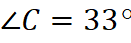 ∠C = 33°